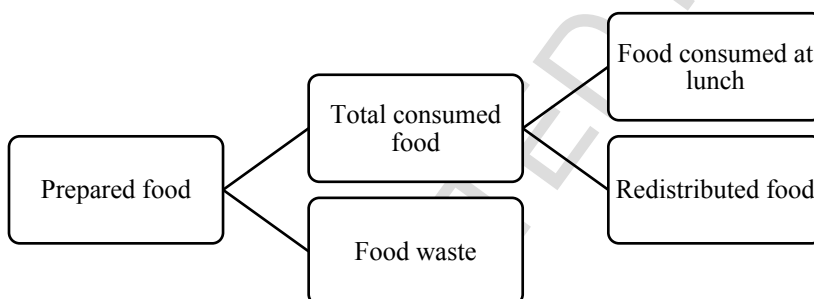 Food consumed at
lunch
Total consumed
food
Prepared food
Redistributed food
Food waste